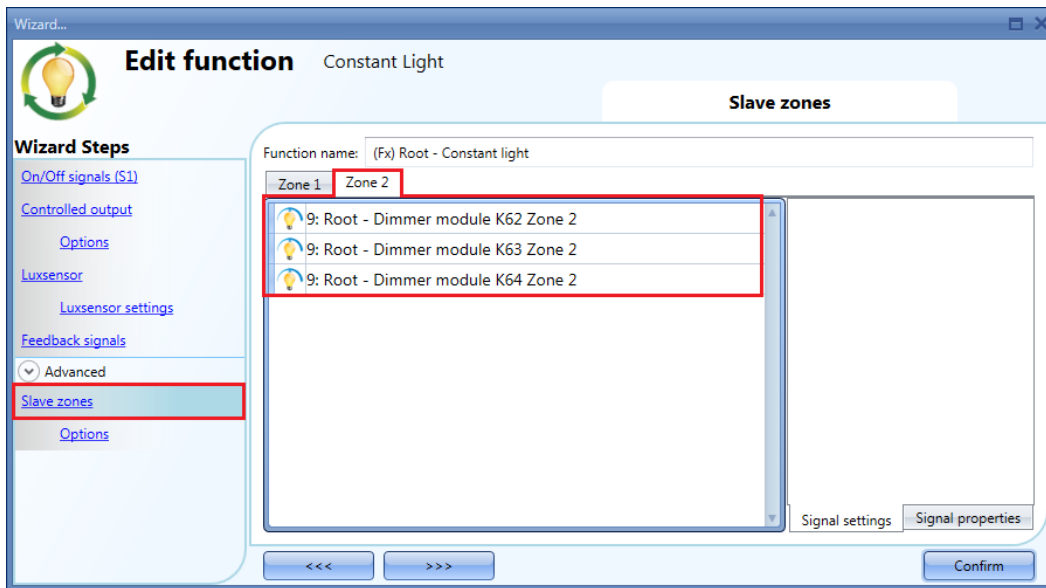 Wizard...
Edit function Constant Light
Slave zones
Wizard Steps
On/Off signals (S1)
Controlled output
Options
Luxsensor
Luxsensor settings
Feedback signals
Advanced
Slave zones
Options
Function name: (Fx) Root - Constant light
Zone 1 Zone 2
9: Root - Dimmer module K62 Zone 2
9: Root - Dimmer module K63 Zone 2
9: Root - Dimmer module K64 Zone 2
Signal settings Signal properties
<<< >>> Confirm